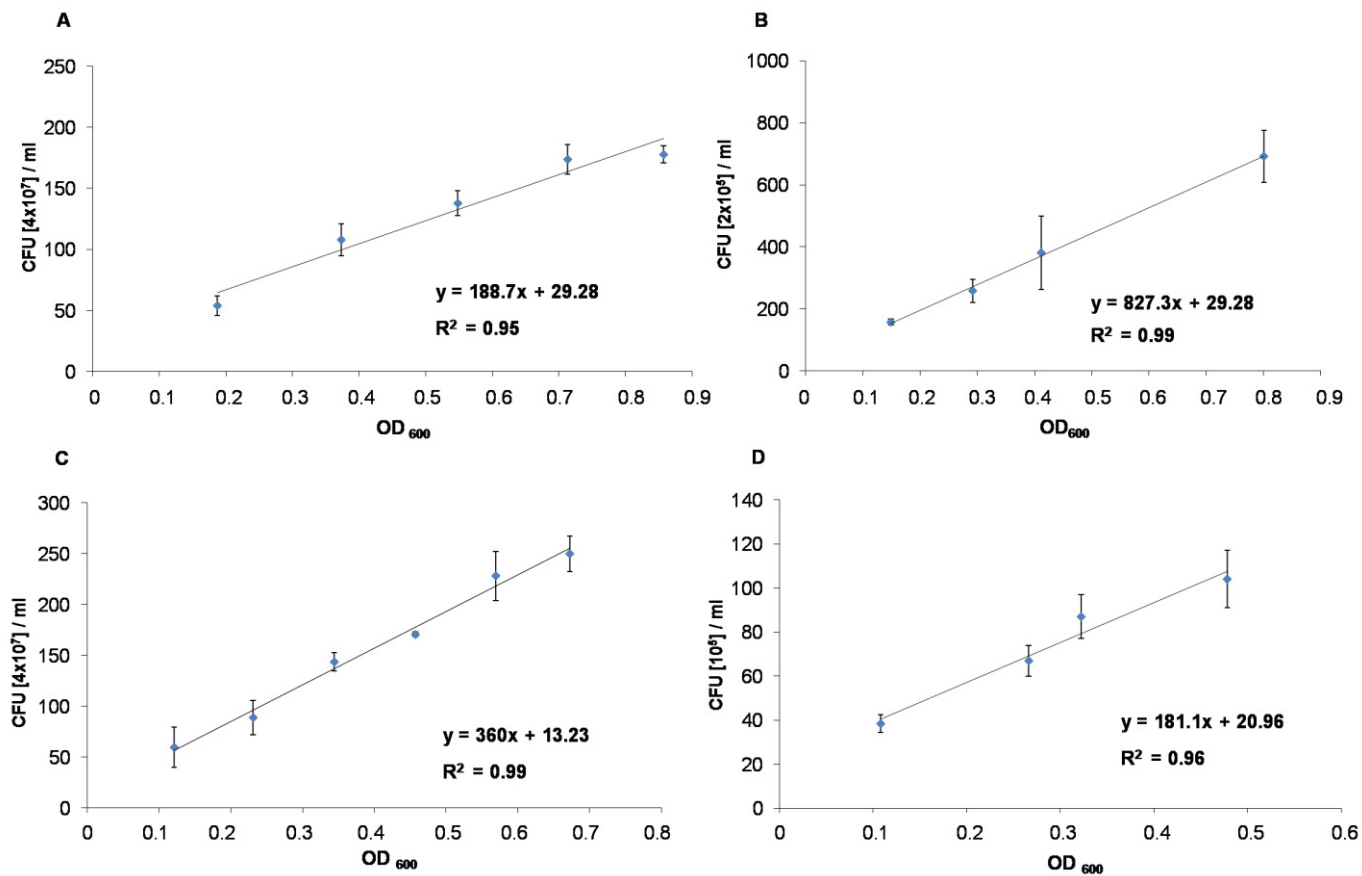 A
CFU [4x10⁷] / ml
250
200
150
100
50
0
0 0.1 0.2 0.3 0.4 0.5 0.6 0.7 0.8 0.9
OD 600
y = 188.7x + 29.28
R² = 0.95
B
CFU [2x10⁵] / ml
1000
800
600
400
200
0
0 0.1 0.2 0.3 0.4 0.5 0.6 0.7 0.8 0.9
OD600
y = 827.3x + 29.28
R² = 0.99
C
CFU [4x10⁷] / ml
300
250
200
150
100
50
0
0 0.1 0.2 0.3 0.4 0.5 0.6 0.7 0.8
OD 600
y = 360x + 13.23
R² = 0.99
D
CFU [10⁵] / ml
140
120
100
80
60
40
20
0
0 0.1 0.2 0.3 0.4 0.5 0.6
OD 600
y = 181.1x + 20.96
R² = 0.96